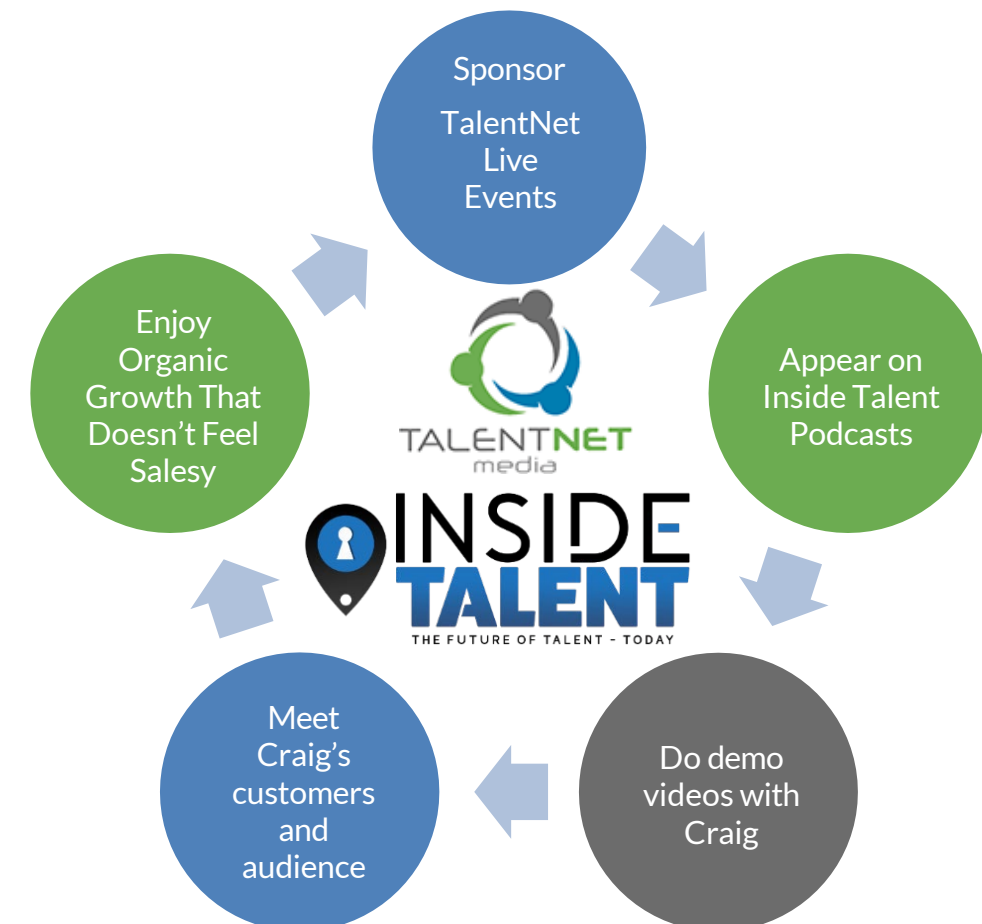 Sponsor
TalentNet
Live
Events
Appear on
Inside Talent
Podcasts
Do demo
videos with
Craig
Meet
Craig’s
customers
and
audience
Enjoy
Organic
Growth That
Doesn’t Feel
Salesy
TALENTNET
media
INSIDE
TALENT
THE FUTURE OF TALENT - TODAY